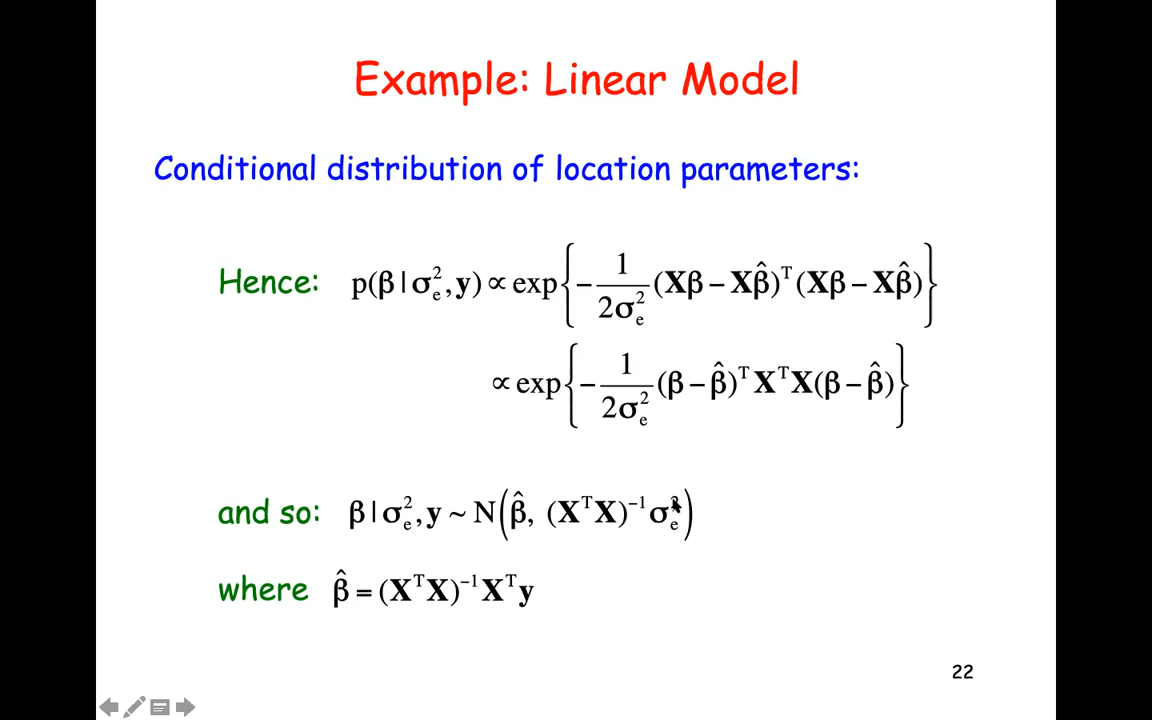 Example: Linear Model
Conditional distribution of location parameters:
Hence: p(β | σ²ₑ, y) ∝ exp{ − 1/(2σ²ₑ) (Xβ − Xβ̂)ᵀ(Xβ − Xβ̂) }
∝ exp{ − 1/(2σ²ₑ) (β − β̂)ᵀ XᵀX(β − β̂) }
and so: β | σ²ₑ, y ~ N(β̂, (XᵀX)⁻¹σ²ₑ)
where β̂ = (XᵀX)⁻¹Xᵀy
22